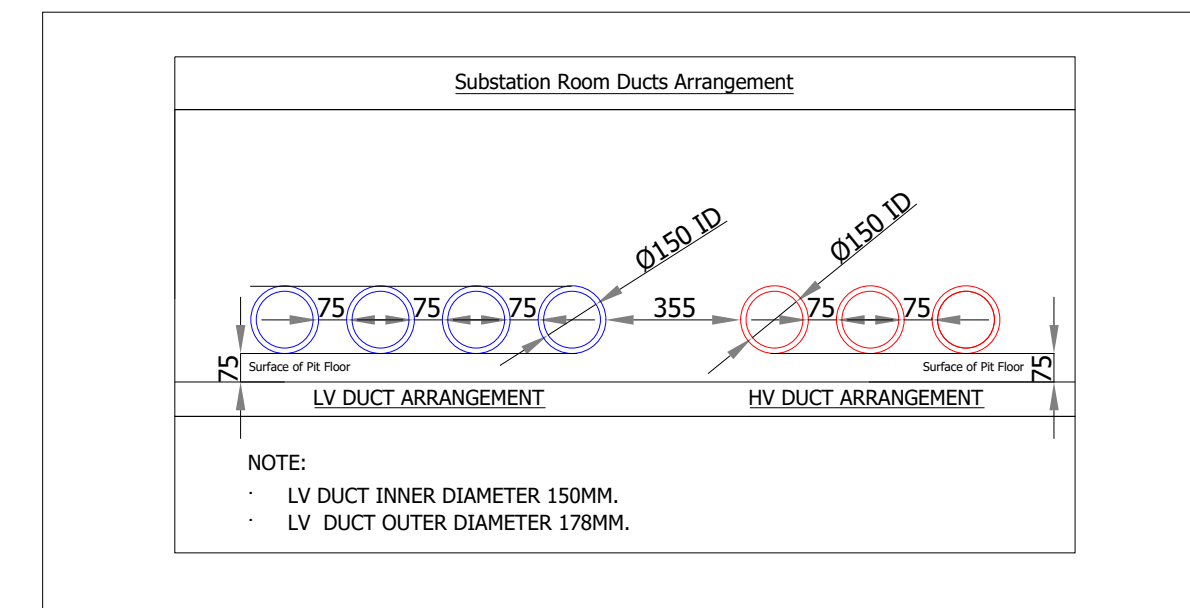 Substation Room Ducts Arrangement
Ø150 ID
Ø150 ID
75 75 75 355 75 75
75 Surface of Pit Floor Surface of Pit Floor 75
LV DUCT ARRANGEMENT HV DUCT ARRANGEMENT
NOTE:
· LV DUCT INNER DIAMETER 150MM.
· LV DUCT OUTER DIAMETER 178MM.